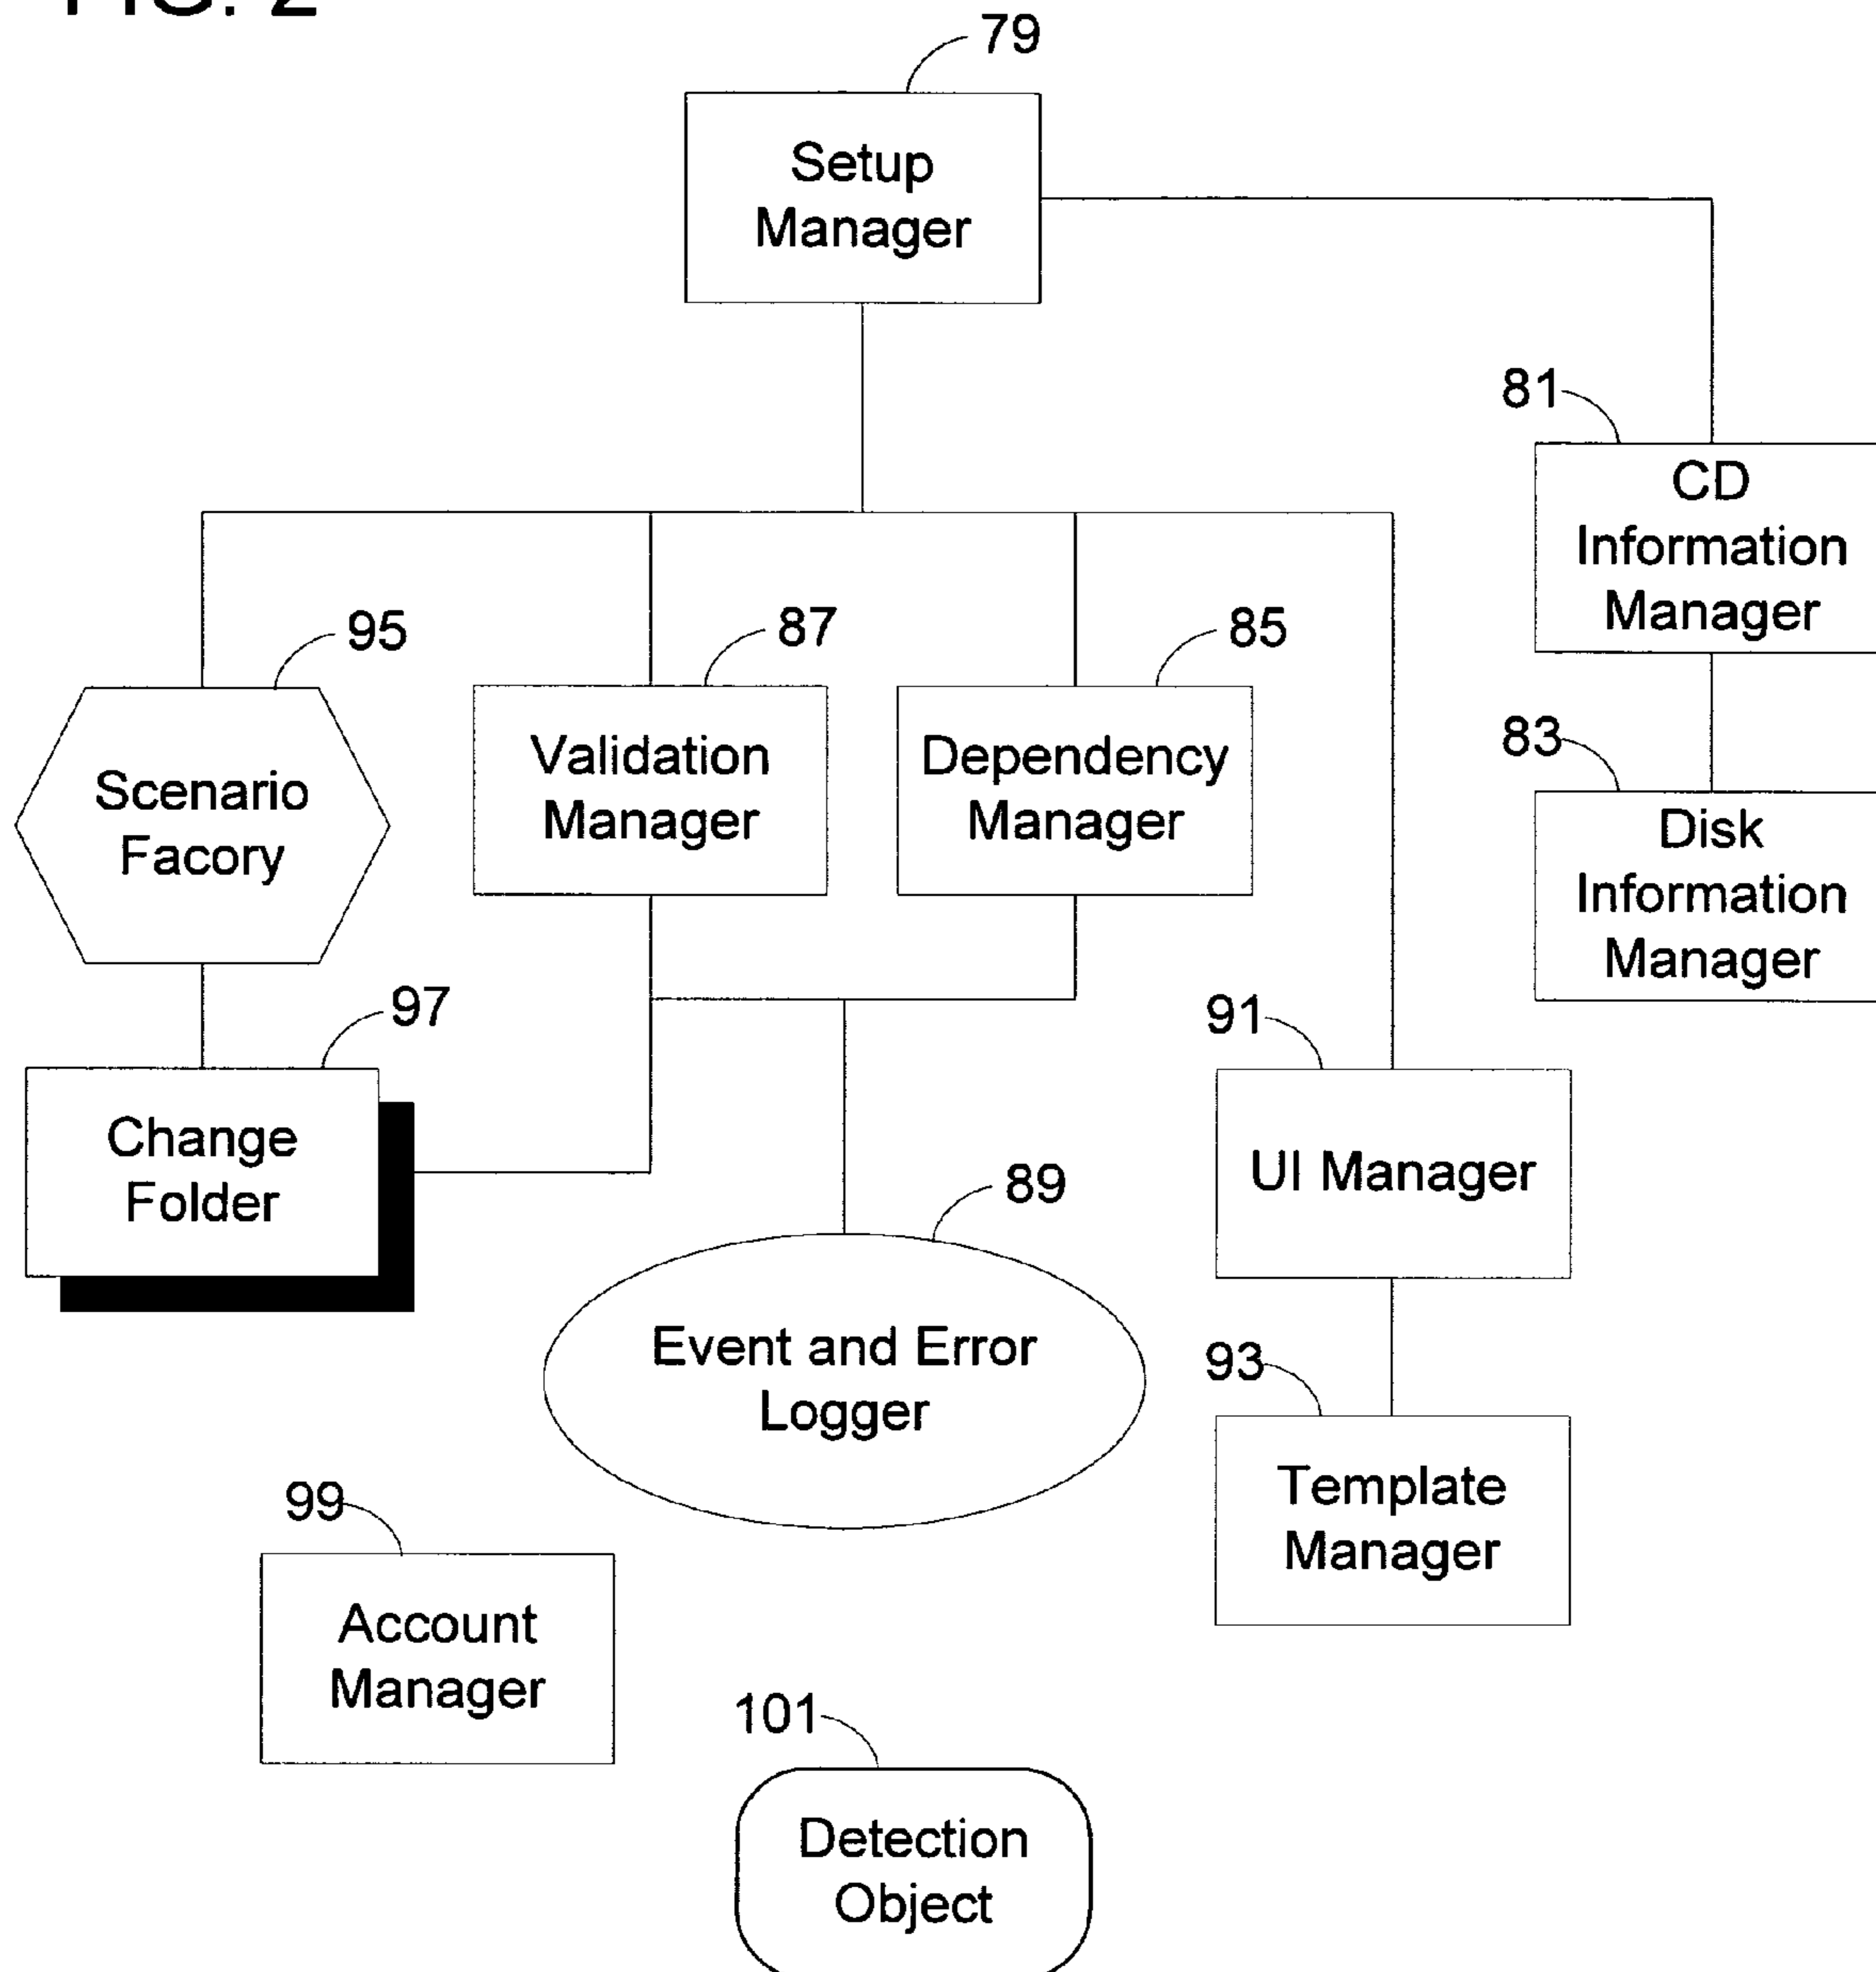 FIG. 2
79
Setup
Manager
81
CD
Information
Manager
95
87
85
Scenario
Facory
Validation
Manager
Dependency
Manager
83
Disk
Information
Manager
97
91
Change
Folder
UI Manager
89
Event and Error
Logger
93
Template
Manager
99
Account
Manager
101
Detection
Object